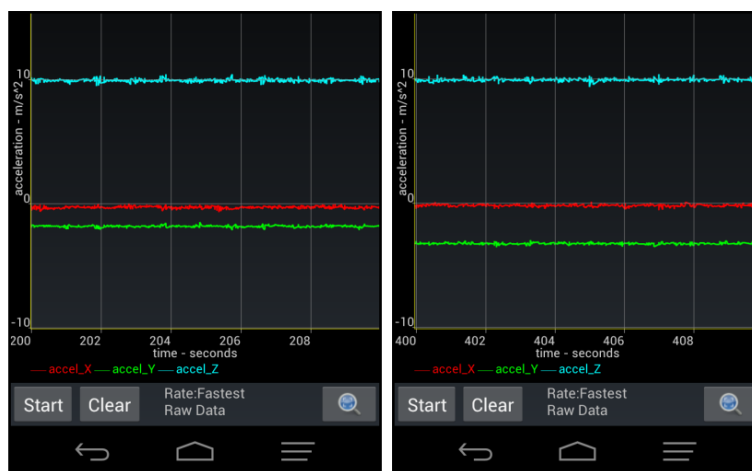 10
acceleration - m/s^2
0
-10
200 202 204 206 208
time - seconds
accel_X accel_Y accel_Z
Start Clear Rate:Fastest
Raw Data
10
acceleration - m/s^2
0
-10
400 402 404 406 408
time - seconds
accel_X accel_Y accel_Z
Start Clear Rate:Fastest
Raw Data